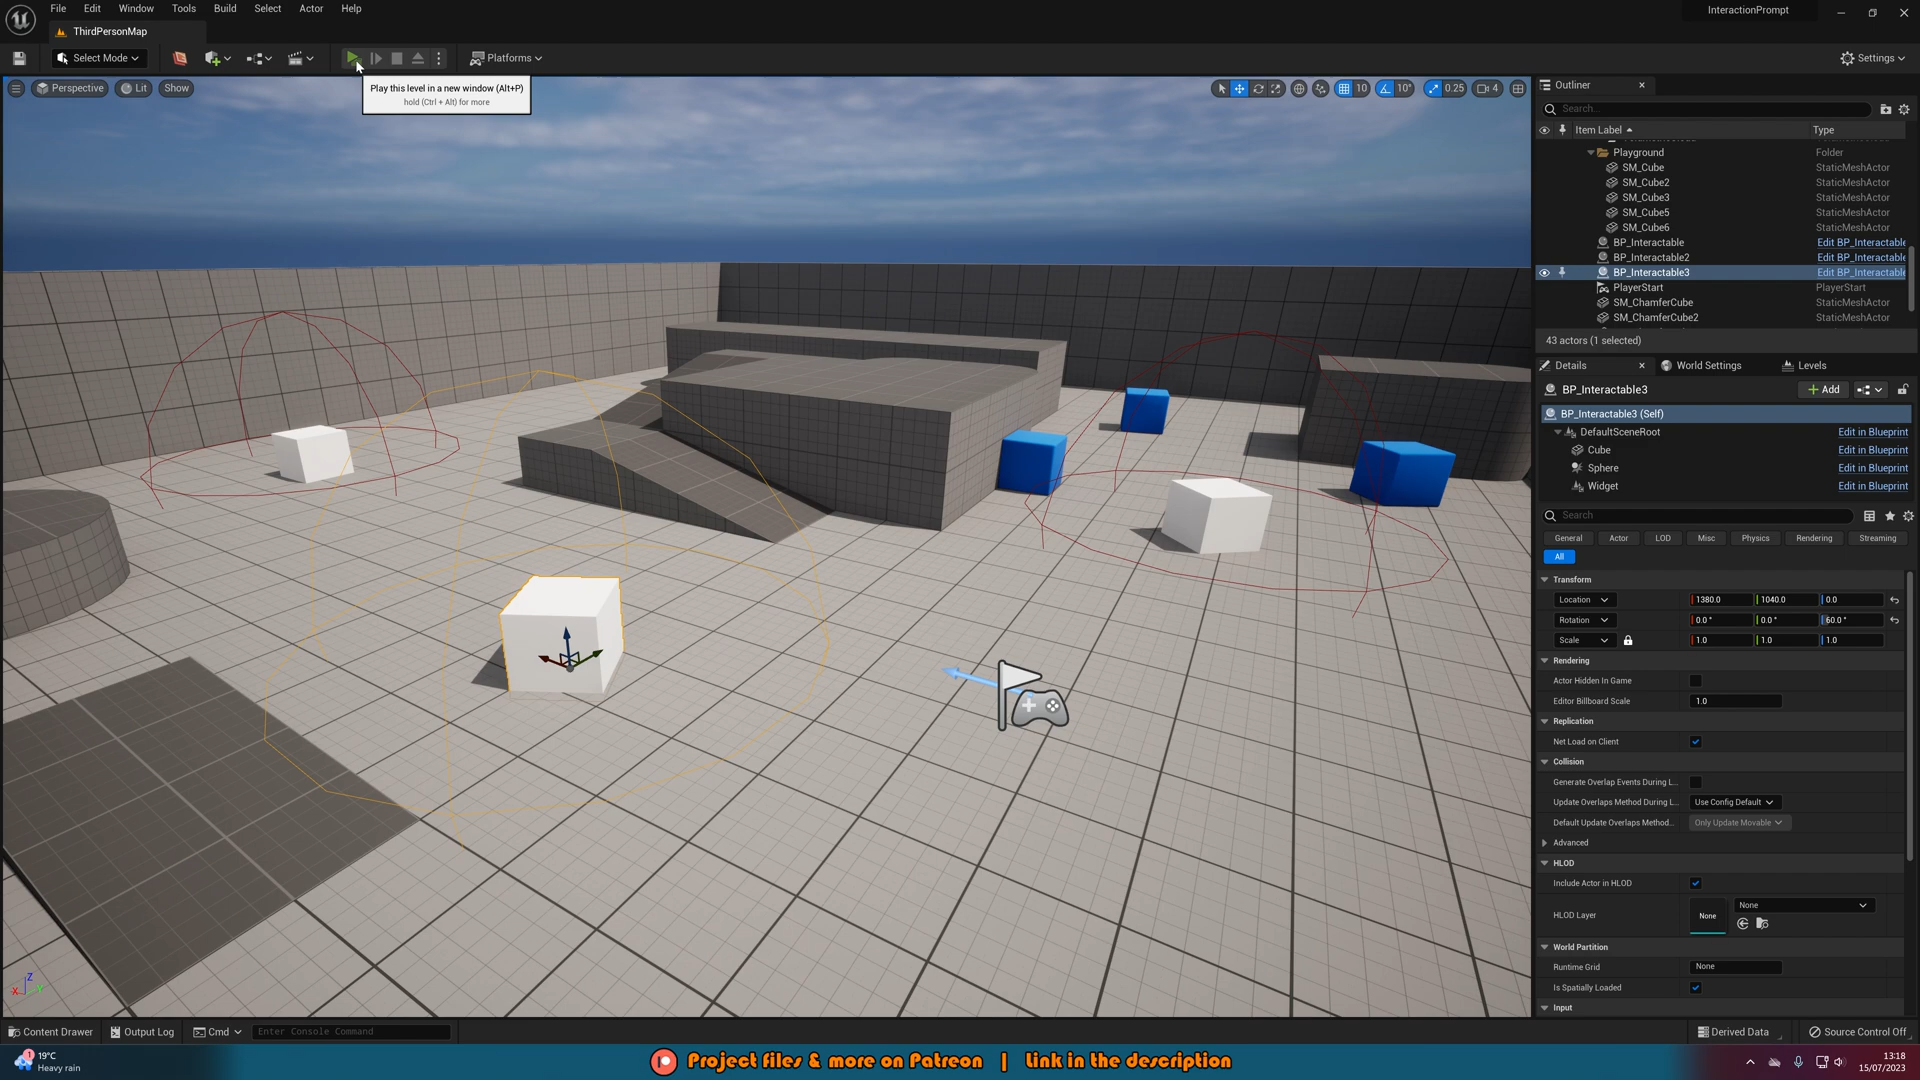 File Edit Window Tools Build Select Actor Help
InteractionPrompt
ThirdPersonMap
Select Mode
Platforms
Settings
Play this level in a new window (Alt+P)
hold (Ctrl + Alt) for more
Perspective Lit Show
10 10° 0.25 4
Outliner
Search...
Item Label Type
Playground Folder
SM_Cube StaticMeshActor
SM_Cube2 StaticMeshActor
SM_Cube3 StaticMeshActor
SM_Cube5 StaticMeshActor
SM_Cube6 StaticMeshActor
BP_Interactable Edit BP_Interactable
BP_Interactable2 Edit BP_Interactable
BP_Interactable3 Edit BP_Interactable
PlayerStart PlayerStart
SM_ChamferCube StaticMeshActor
SM_ChamferCube2 StaticMeshActor
43 actors (1 selected)
Details World Settings Levels
BP_Interactable3 Add
BP_Interactable3 (Self)
DefaultSceneRoot Edit in Blueprint
Cube Edit in Blueprint
Sphere Edit in Blueprint
Widget Edit in Blueprint
Search
General Actor LOD Misc Physics Rendering Streaming
All
Transform
Location 1380.0 1040.0 0.0
Rotation 0.0 ° 0.0 ° 60.0 °
Scale 1.0 1.0 1.0
Rendering
Actor Hidden In Game
Editor Billboard Scale 1.0
Replication
Net Load on Client
Collision
Generate Overlap Events During L...
Update Overlaps Method During L... Use Config Default
Default Update Overlaps Method... Only Update Movable
Advanced
HLOD
Include Actor in HLOD
HLOD Layer None None
World Partition
Runtime Grid None
Is Spatially Loaded
Input
Z
X Y
Content Drawer Output Log Cmd Enter Console Command
Derived Data Source Control Off
1 19°C
Heavy rain
Project files & more on Patreon | Link in the description
13:18
15/07/2023